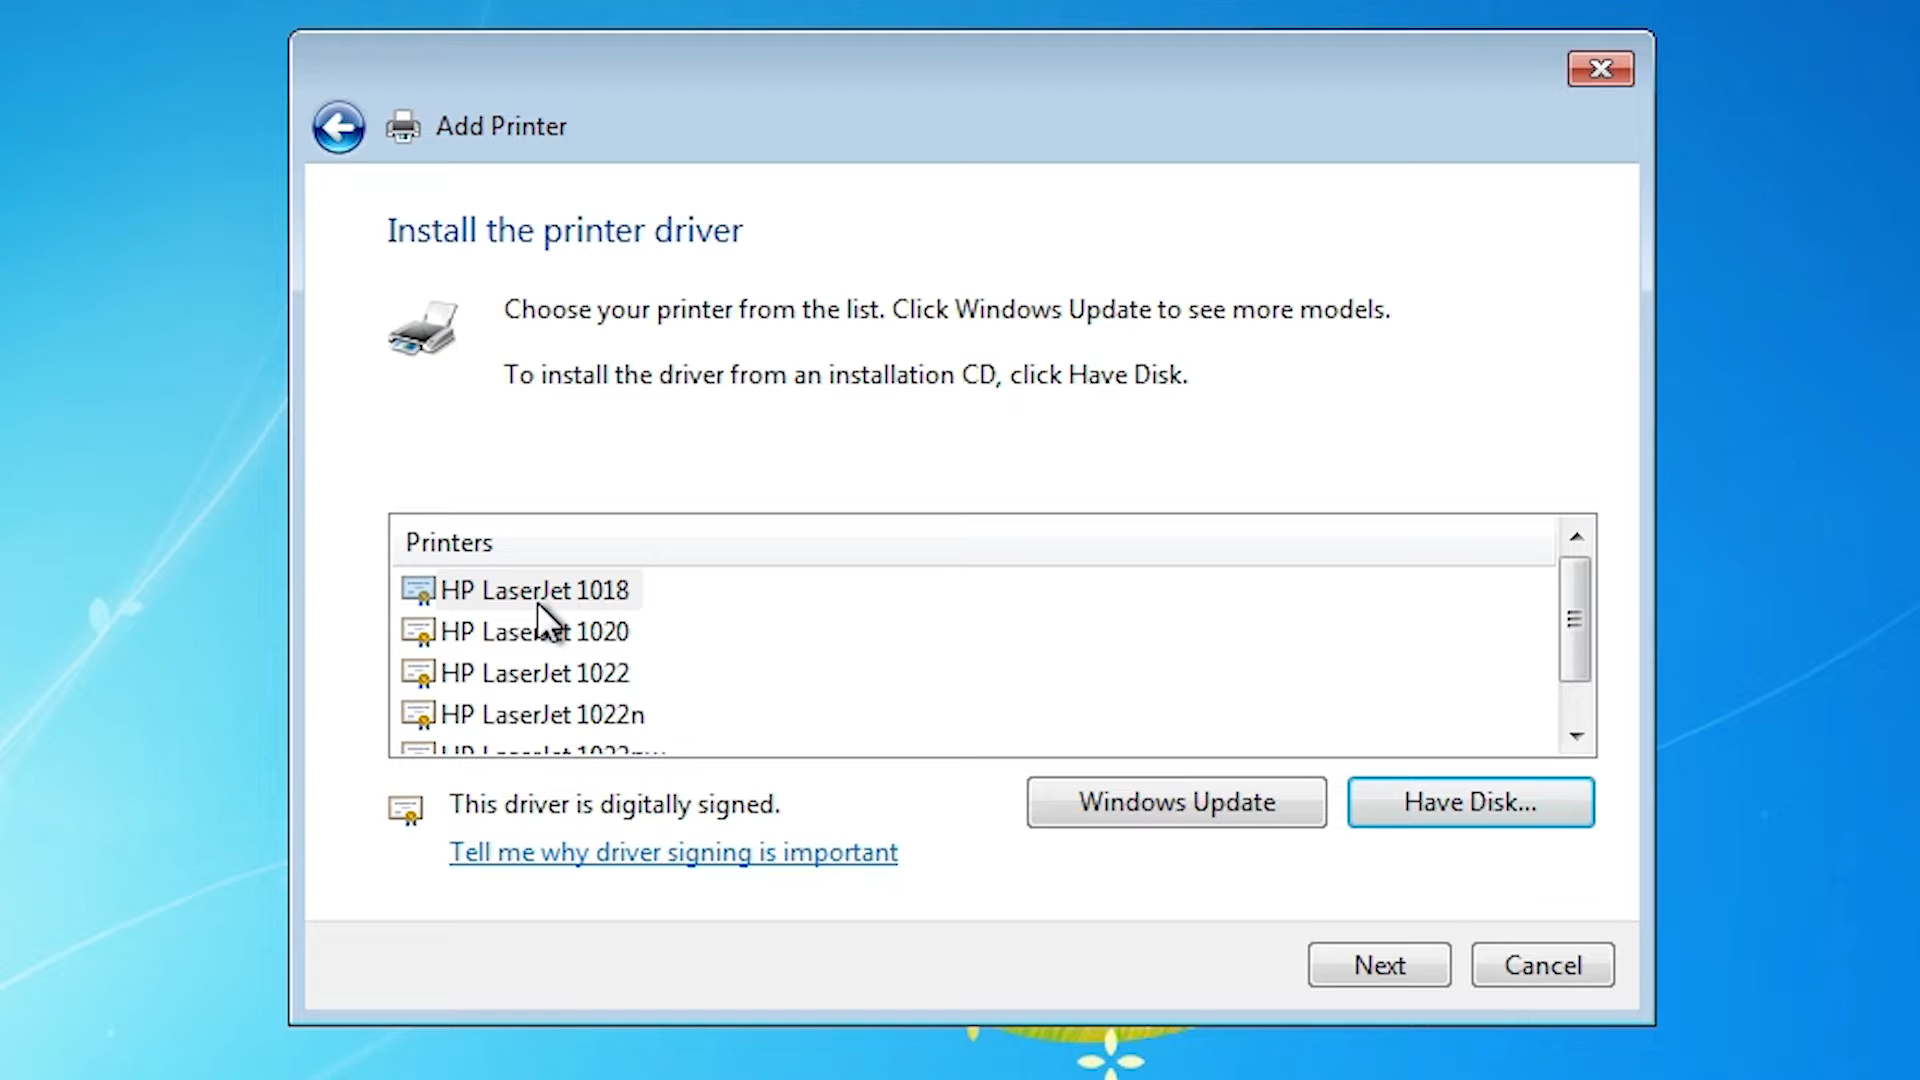 Add Printer
Install the printer driver
Choose your printer from the list. Click Windows Update to see more models.
To install the driver from an installation CD, click Have Disk.
Printers
HP LaserJet 1018
HP LaserJet 1020
HP LaserJet 1022
HP LaserJet 1022n
HP LaserJet
This driver is digitally signed.
Windows Update
Have Disk...
Tell me why driver signing is important
Next
Cancel